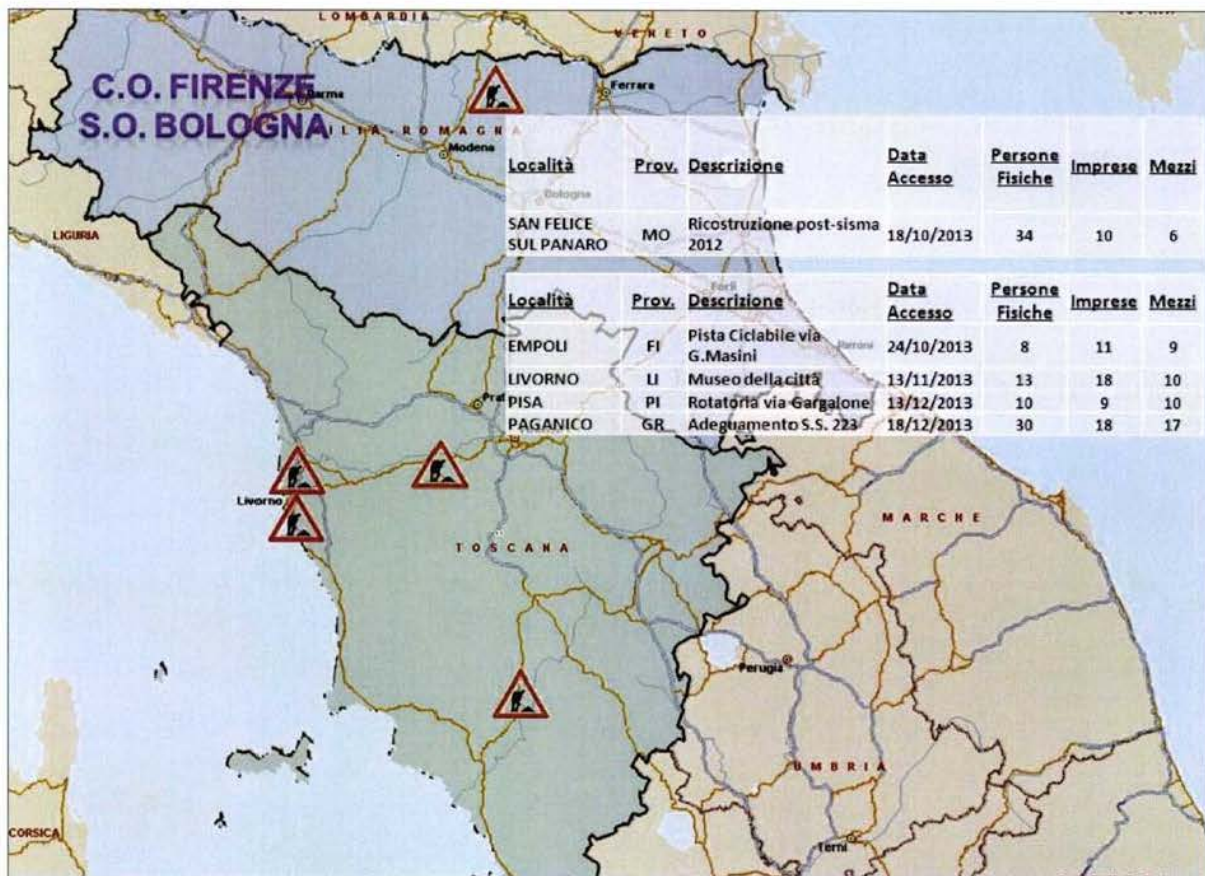 LOMBARDIA
VENETO
C.O. FIRENZE
S.O. BOLOGNA
Parma
Ferrara
EMILIA-ROMAGNA
Modena
Bologna
LIGURIA
Località Prov. Descrizione Data Accesso Persone Fisiche Imprese Mezzi
SAN FELICE SUL PANARO MO Ricostruzione post-sisma 2012 18/10/2013 34 10 6
Forlì
Località Prov. Descrizione Data Accesso Persone Fisiche Imprese Mezzi
EMPOLI FI Pista Ciclabile via G.Masini 24/10/2013 8 11 9
Rimini
LIVORNO LI Museo della città 13/11/2013 13 18 10
PISA PI Rotatoria via Gargalone 13/12/2013 10 9 10
PAGANICO GR Adeguamento S.S. 223 18/12/2013 30 18 17
Livorno
TOSCANA
MARCHE
Perugia
UMBRIA
CORSICA
Terni